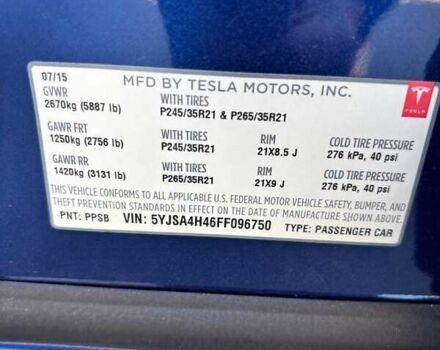 07/15 MFD BY TESLA MOTORS, INC.
GVWR WITH TIRES
2670kg (5887 lb) P245/35R21 & P265/35R21
TESLA
GAWR FRT WITH TIRES RIM COLD TIRE PRESSURE
1250kg (2756 lb) P245/35R21 21X8.5 J 276 kPa, 40 psi
GAWR RR WITH TIRES RIM COLD TIRE PRESSURE
1420kg (3131 lb) P265/35R21 21X9 J 276 kPa, 40 psi
THIS VEHICLE CONFORMS TO ALL APPLICABLE U.S. FEDERAL MOTOR VEHICLE SAFETY, BUMPER AND
THEFT PREVENTION STANDARDS IN EFFECT ON THE DATE OF MANUFACTURE SHOWN ABOVE.
PNT: PPSB VIN: 5YJSA4H46FF096750 TYPE: PASSENGER CAR